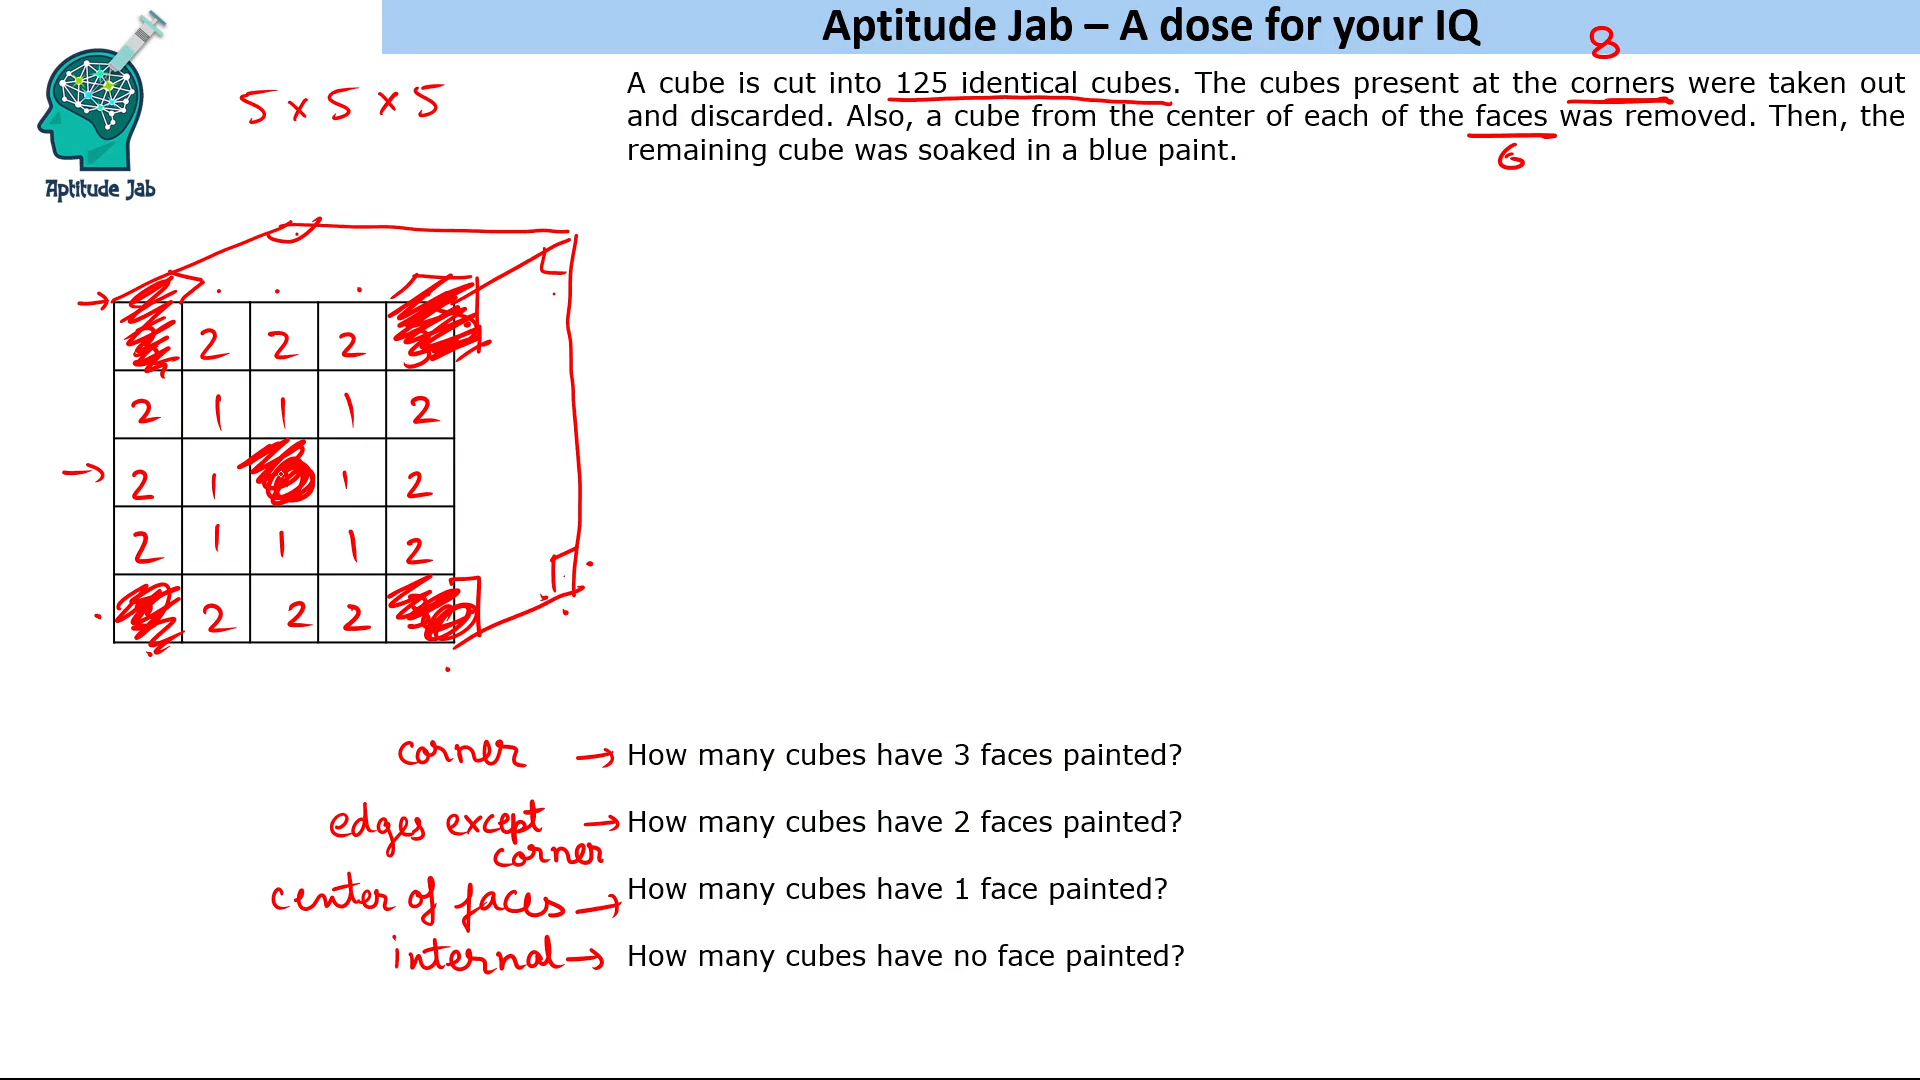 Aptitude Jab – A dose for your IQ
8
Aptitude Jab
5 × 5 × 5
A cube is cut into 125 identical cubes. The cubes present at the corners were taken out
and discarded. Also, a cube from the center of each of the faces was removed. Then, the
remaining cube was soaked in a blue paint.
6
2 2 2
2 1 1 1 2
2 1 1 2
2 1 1 1 2
2 2 2
corner → How many cubes have 3 faces painted?
edges except corner → How many cubes have 2 faces painted?
center of faces → How many cubes have 1 face painted?
internal → How many cubes have no face painted?